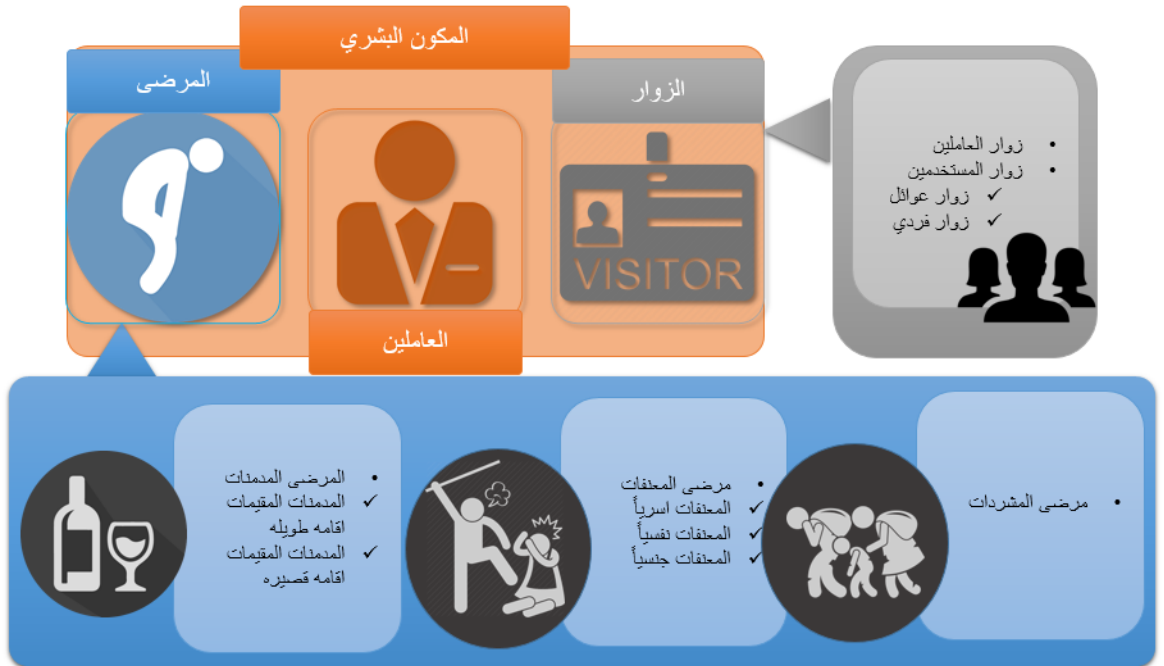 المكون البشري
الزوار
المرضى
VISITOR
العاملين
• زوار العاملين
• زوار المستخدمين
✓ زوار عوائل
✓ زوار فردي
• مرضى المشردات
• مرضى المعنفات
✓ المعنفات اسرياً
✓ المعنفات نفسياً
✓ المعنفات جنسياً
• المرضى المدمنات
✓ المدمنات المقيمات
اقامه طويله
✓ المدمنات المقيمات
اقامه قصيره